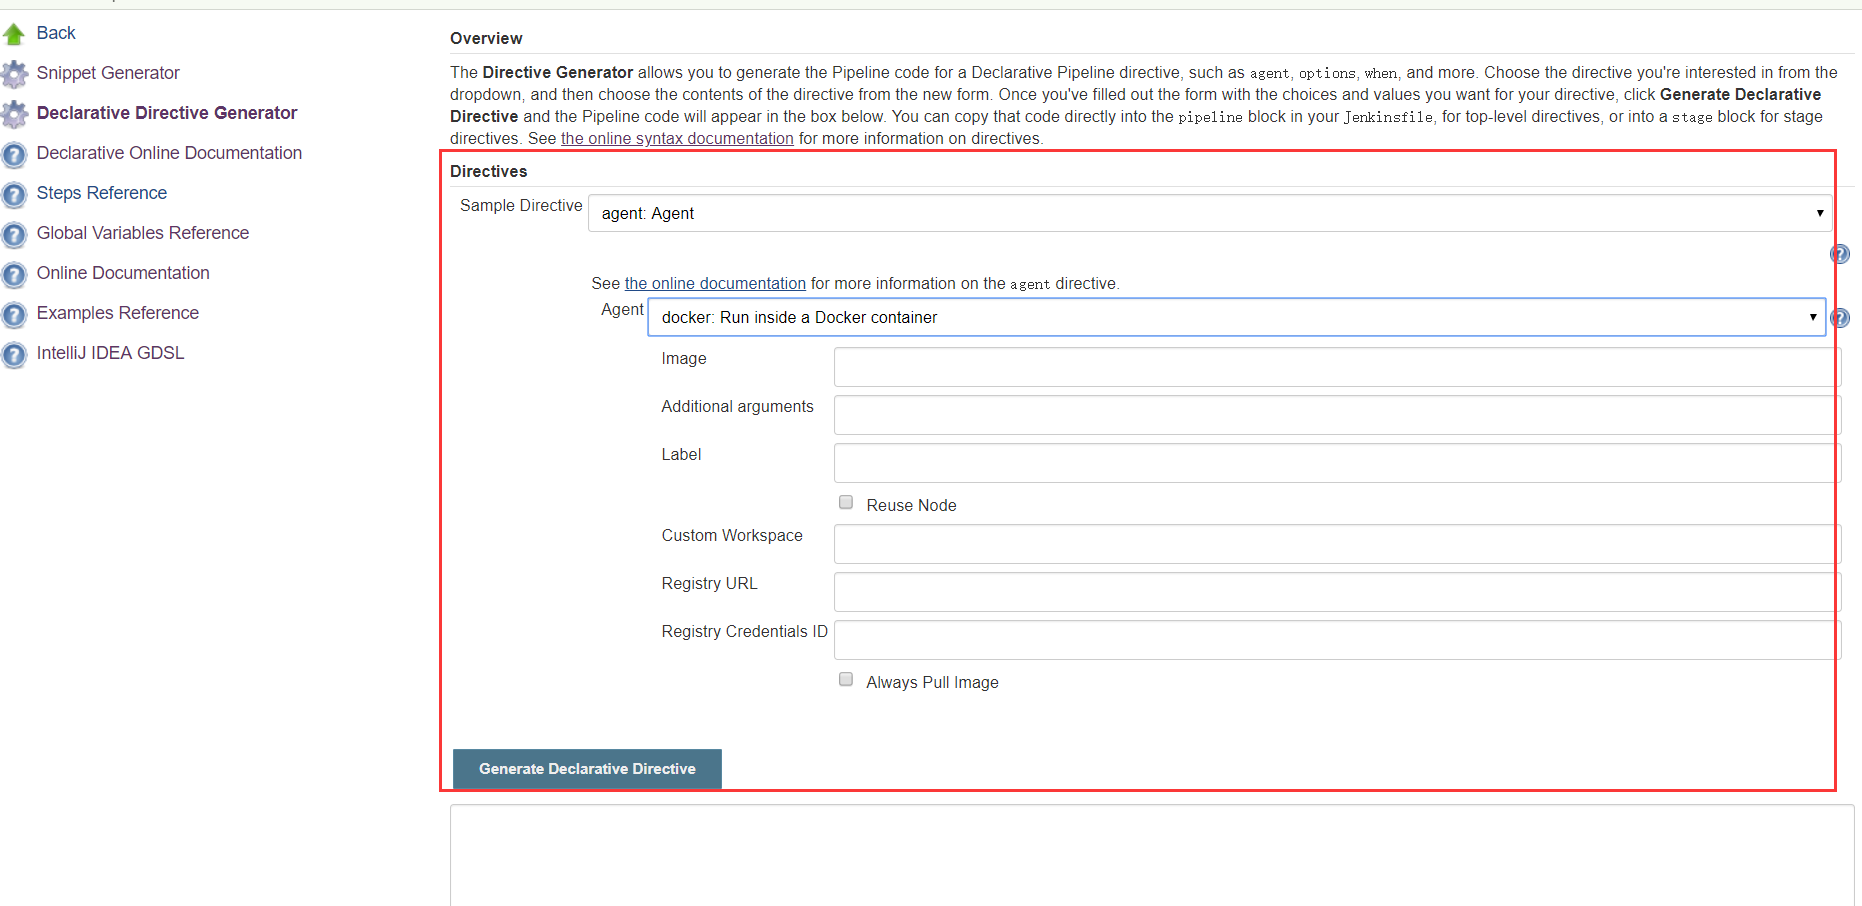 Back
Snippet Generator
Declarative Directive Generator
Declarative Online Documentation
Steps Reference
Global Variables Reference
Online Documentation
Examples Reference
IntelliJ IDEA GDSL
Overview
The Directive Generator allows you to generate the Pipeline code for a Declarative Pipeline directive, such as agent, options, when, and more. Choose the directive you're interested in from the
dropdown, and then choose the contents of the directive from the new form. Once you've filled out the form with the choices and values you want for your directive, click Generate Declarative
Directive and the Pipeline code will appear in the box below. You can copy that code directly into the pipeline block in your Jenkinsfile, for top-level directives, or into a stage block for stage
directives. See the online syntax documentation for more information on directives.
Directives
Sample Directive
agent: Agent
See the online documentation for more information on the agent directive.
Agent
docker: Run inside a Docker container
Image
Additional arguments
Label
Reuse Node
Custom Workspace
Registry URL
Registry Credentials ID
Always Pull Image
Generate Declarative Directive